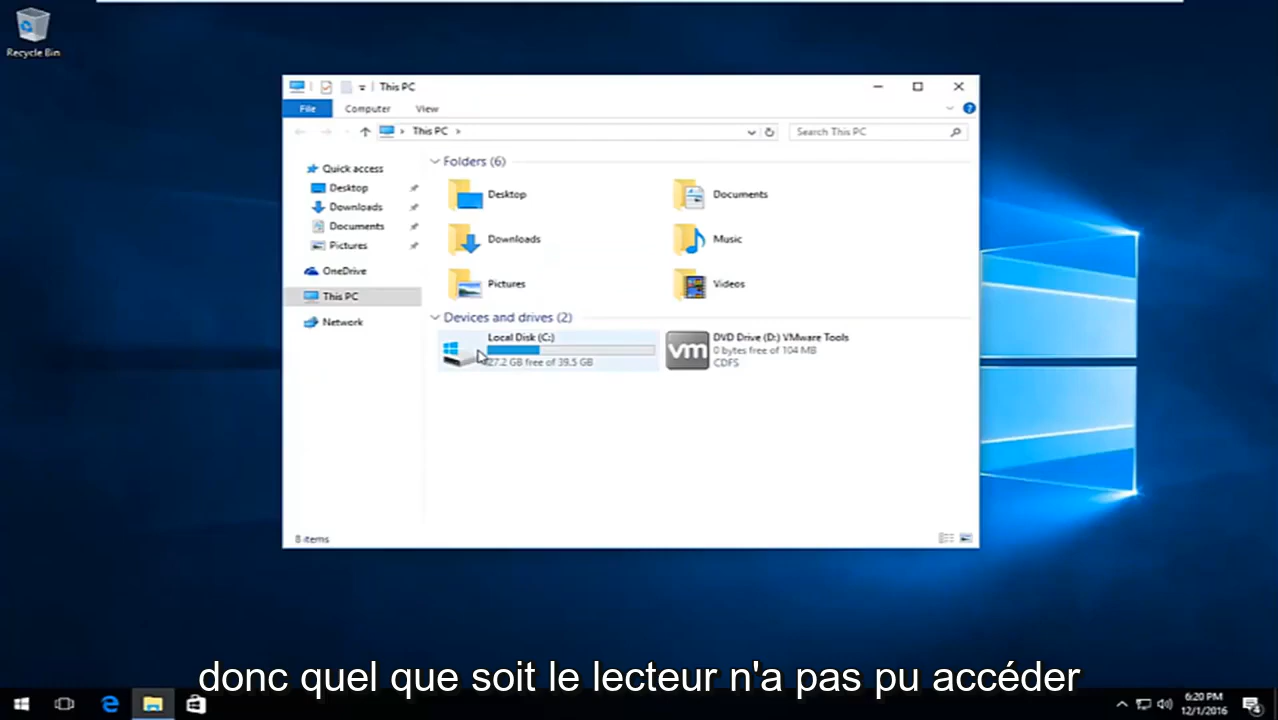 Recycle Bin
This PC
File Computer View
This PC
Search This PC
Quick access
Desktop
Downloads
Documents
Pictures
OneDrive
This PC
Network
Folders (6)
Desktop
Documents
Downloads
Music
Pictures
Videos
Devices and drives (2)
Local Disk (C:)
27.2 GB free of 39.5 GB
vm
DVD Drive (D:) VMware Tools
0 bytes free of 104 MB
CDFS
8 items
donc quel que soit le lecteur n'a pas pu accéder
6:20 PM
12/1/2016
4